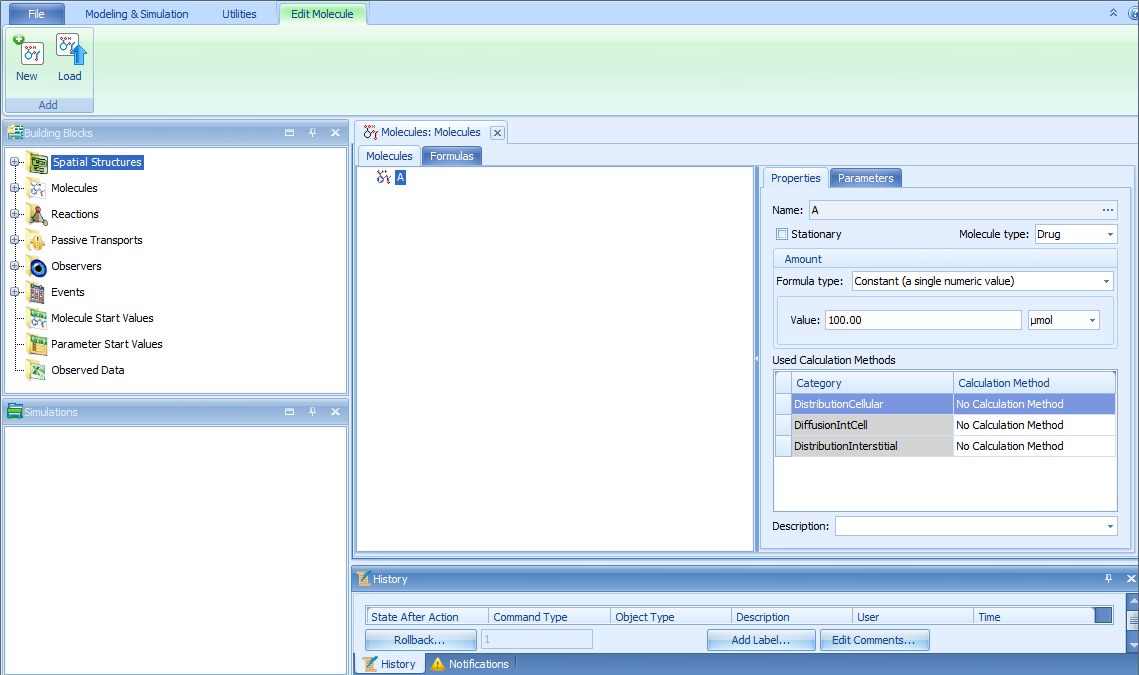 File Modeling & Simulation Utilities Edit Molecule
New Load
Add
Building Blocks
Spatial Structures
Molecules
Reactions
Passive Transports
Observers
Events
Molecule Start Values
Parameter Start Values
Observed Data
Simulations
Molecules: Molecules
Molecules Formulas
A
Properties Parameters
Name: A ...
Stationary Molecule type: Drug
Amount
Formula type: Constant (a single numeric value)
Value: 100.00 µmol
Used Calculation Methods
Category Calculation Method
DistributionCellular No Calculation Method
DiffusionIntCell No Calculation Method
DistributionInterstitial No Calculation Method
Description:
History
State After Action Command Type Object Type Description User Time
Rollback... 1 Add Label... Edit Comments...
History Notifications